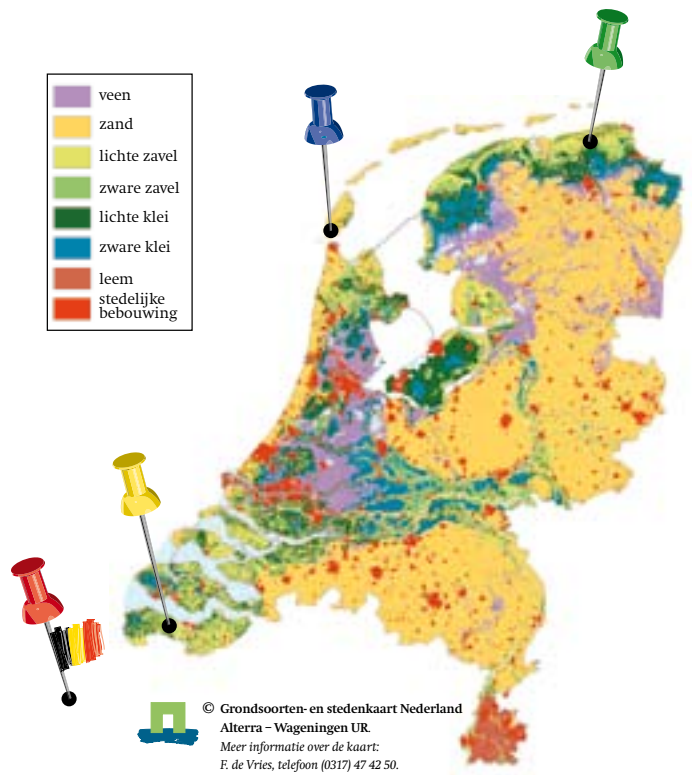 veen
zand
lichte zavel
zware zavel
lichte klei
zware klei
leem
stedelijke
bebouwing
© Grondsoorten- en stedenkaart Nederland
Alterra – Wageningen UR.
Meer informatie over de kaart:
F. de Vries, telefoon (0317) 47 42 50.